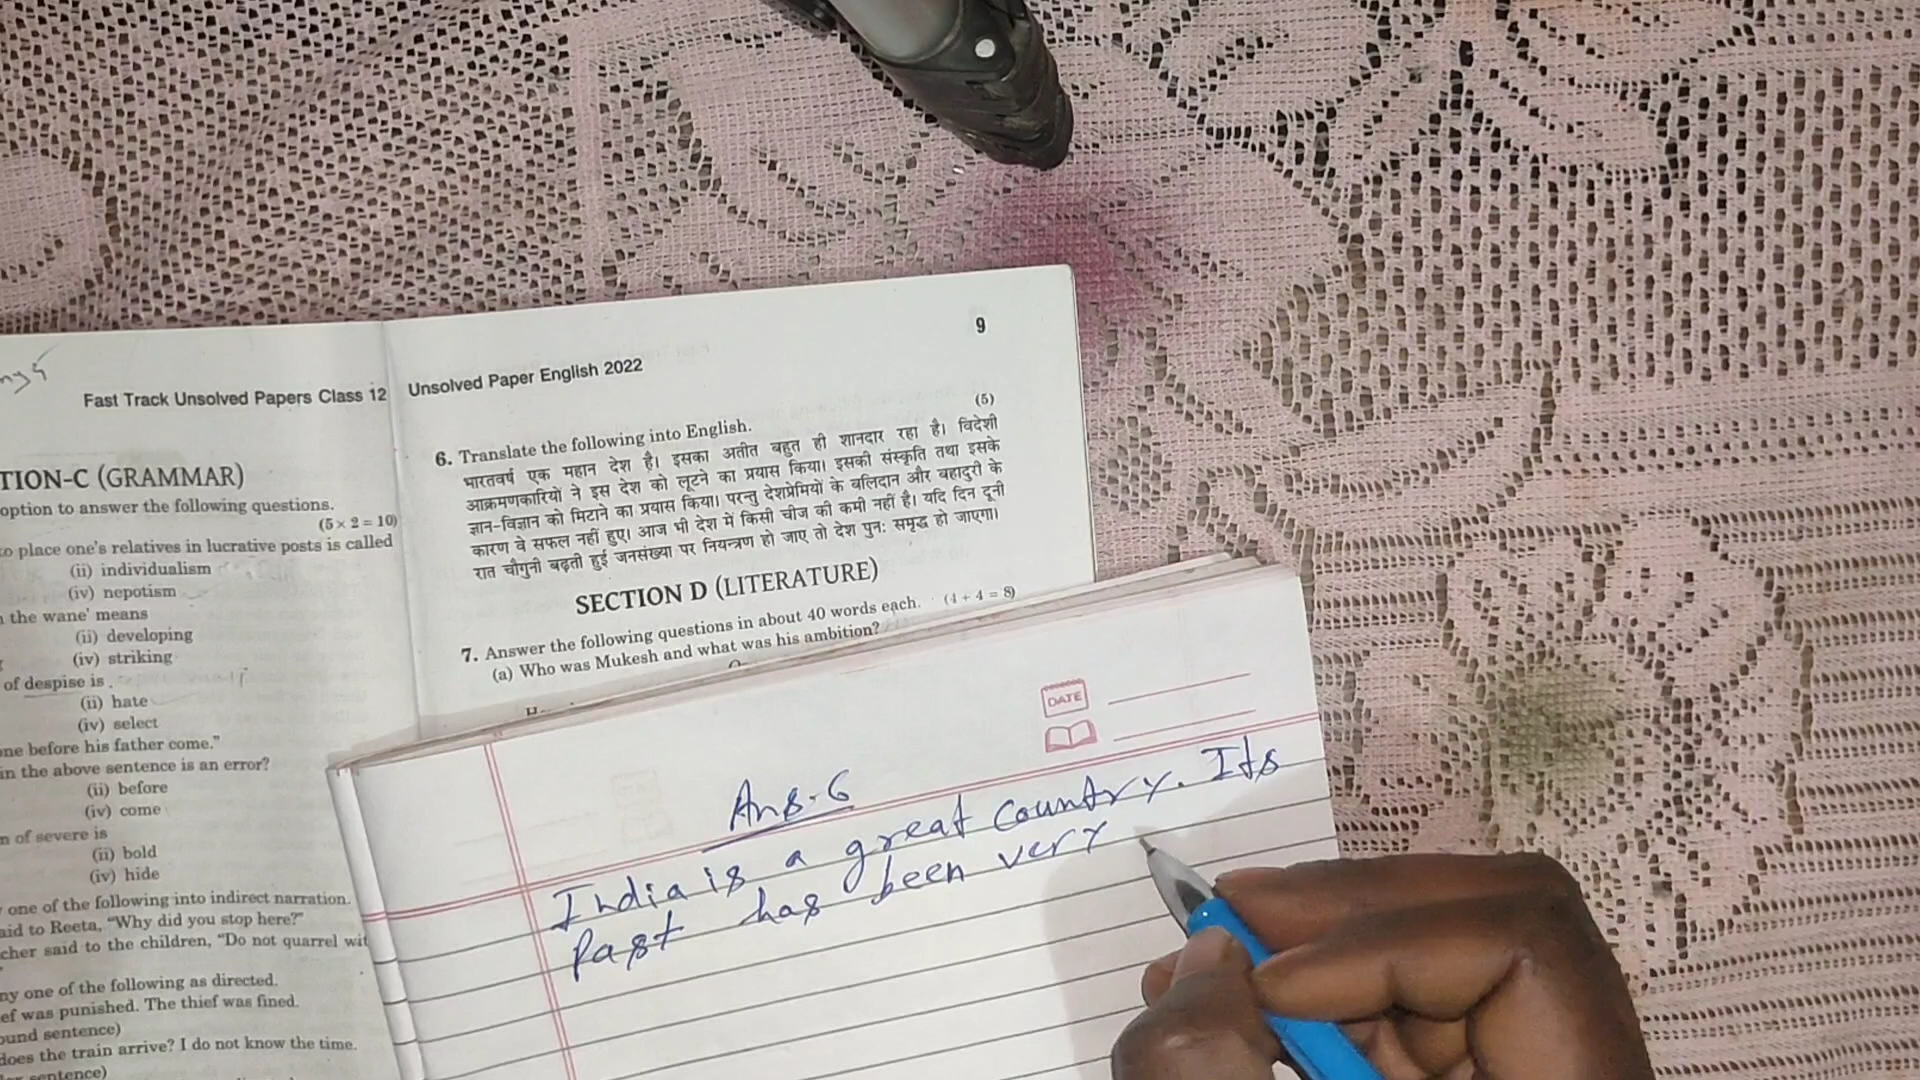 Fast Track Unsolved Papers Class 12
TION-C (GRAMMAR)
option to answer the following questions.
(5 × 2 = 10)
to place one's relatives in lucrative posts is called
(ii) individualism
(iv) nepotism
the wane' means
(ii) developing
(iv) striking
of despise is
(ii) hate
(iv) select
one before his father come."
in the above sentence is an error?
(ii) before
(iv) come
of severe is
(ii) bold
(iv) hide
one of the following into indirect narration.
aid to Reeta, "Why did you stop here?"
cher said to the children, "Do not quarrel wit
ny one of the following as directed.
ef was punished. The thief was fined.
ound sentence)
does the train arrive? I do not know the time.
sentence)
Unsolved Paper English 2022
9
6. Translate the following into English.
(5)
भारतवर्ष एक महान देश है। इसका अतीत बहुत ही शानदार रहा है। विदेशी
आक्रमणकारियों ने इस देश को लूटने का प्रयास किया। इसकी संस्कृति तथा इसके
ज्ञान-विज्ञान को मिटाने का प्रयास किया। परन्तु देशप्रेमियों के बलिदान और बहादुरी के
कारण वे सफल नहीं हुए। आज भी देश में किसी चीज की कमी नहीं है। यदि दिन दूनी
रात चौगुनी बढ़ती हुई जनसंख्या पर नियन्त्रण हो जाए तो देश पुनः समृद्ध हो जाएगा।
SECTION D (LITERATURE)
7. Answer the following questions in about 40 words each. (4 + 4 = 8)
(a) Who was Mukesh and what was his ambition?
DATE
Ans.6
India is a great country. Its
Past has been very